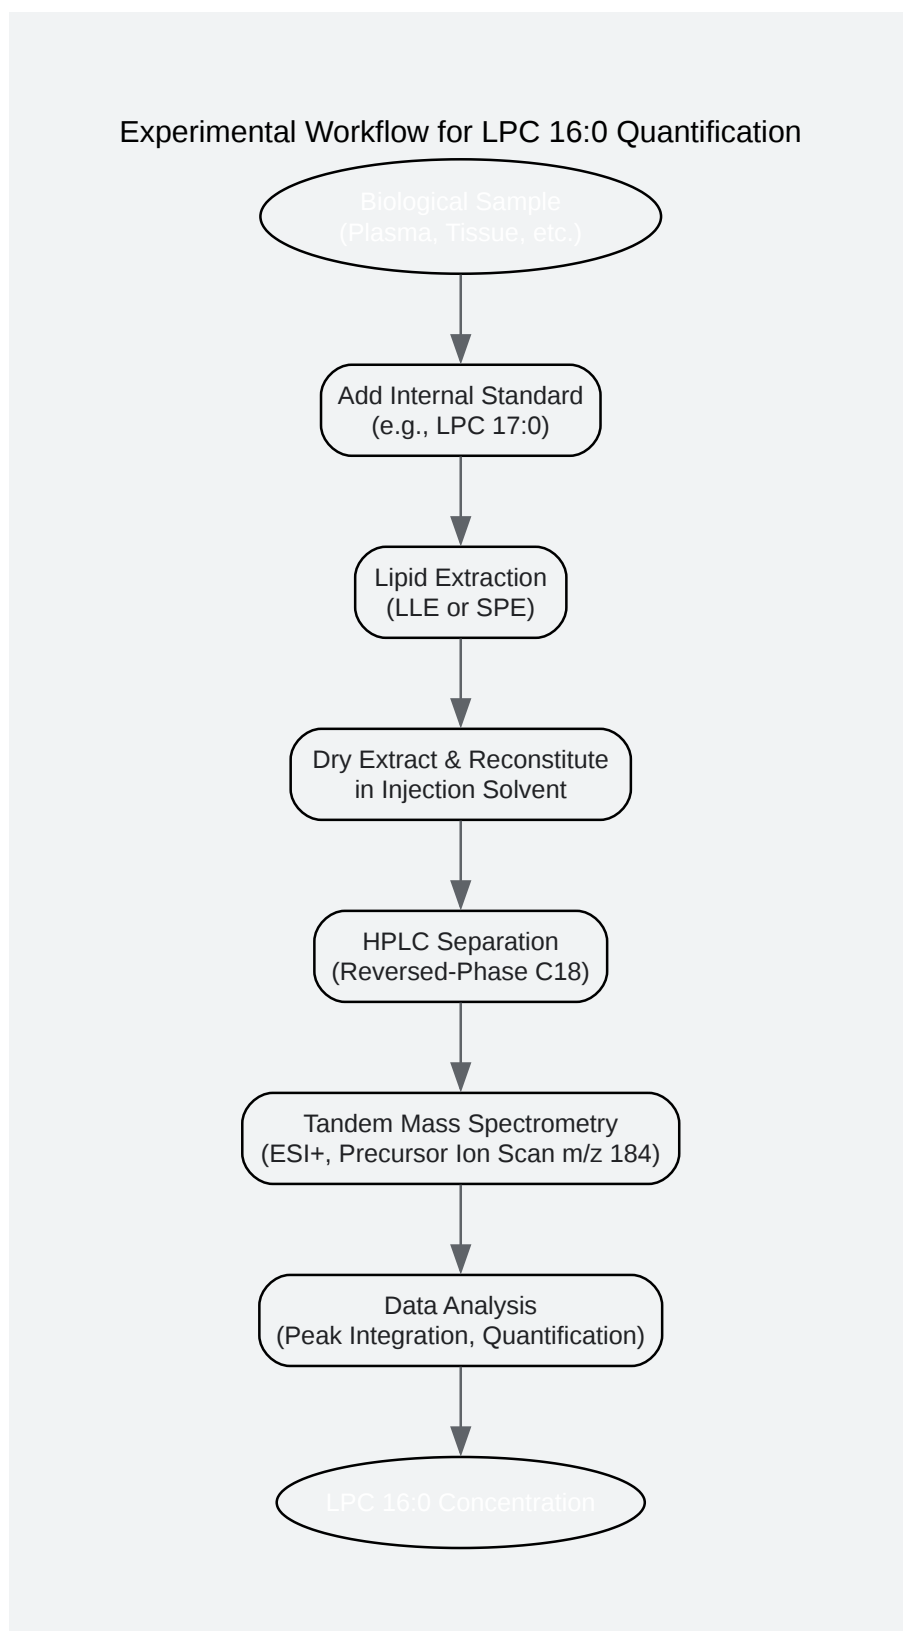 Experimental Workflow for LPC 16:0 Quantification
Biological Sample
(Plasma, Tissue, etc.)
Add Internal Standard
(e.g., LPC 17:0)
Lipid Extraction
(LLE or SPE)
Dry Extract & Reconstitute
in Injection Solvent
HPLC Separation
(Reversed-Phase C18)
Tandem Mass Spectrometry
(ESI+, Precursor Ion Scan m/z 184)
Data Analysis
(Peak Integration, Quantification)
LPC 16:0 Concentration